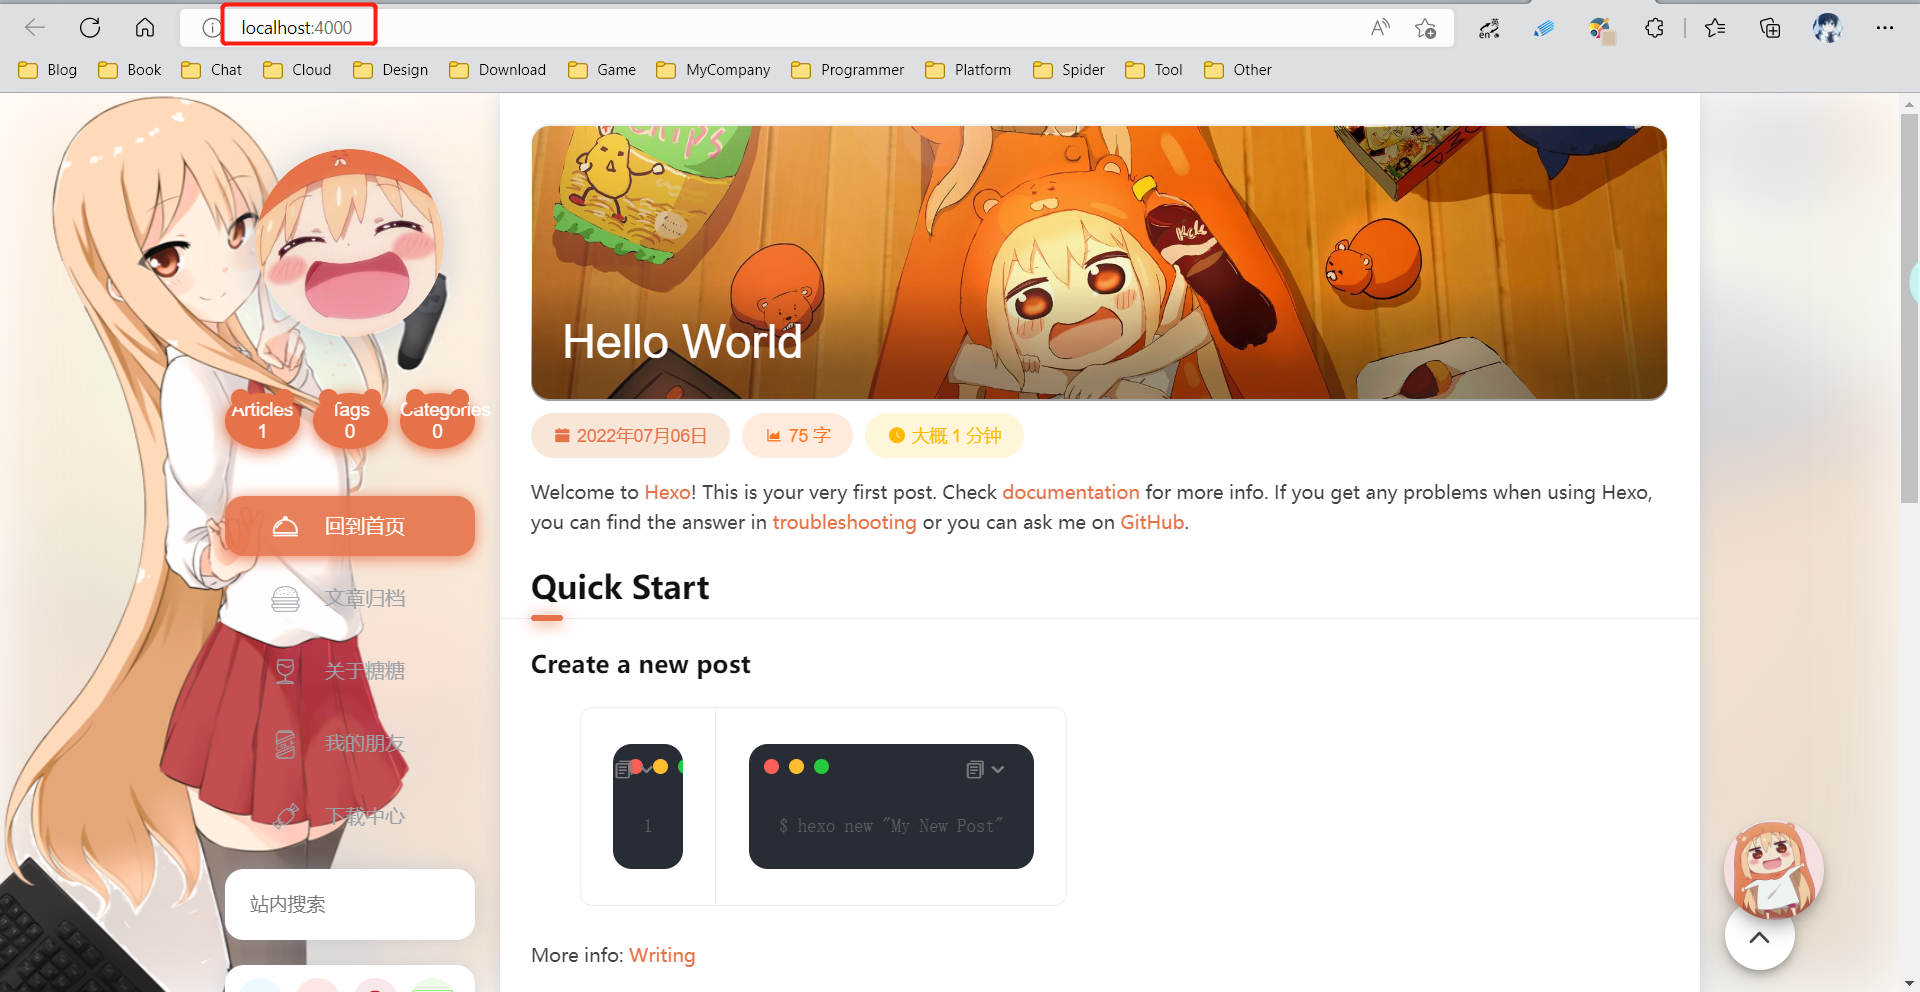 localhost:4000
Blog Book Chat Cloud Design Download Game MyCompany Programmer Platform Spider Tool Other
Chips
Hello World
Articles
1
Tags
0
Categories
0
2022年07月06日 75 字 大概 1 分钟
Welcome to Hexo! This is your very first post. Check documentation for more info. If you get any problems when using Hexo,
you can find the answer in troubleshooting or you can ask me on GitHub.
回到首页
文章归档
关于糖糖
我的朋友
下载中心
站内搜索
Quick Start
Create a new post
1
$ hexo new "My New Post"
More info: Writing